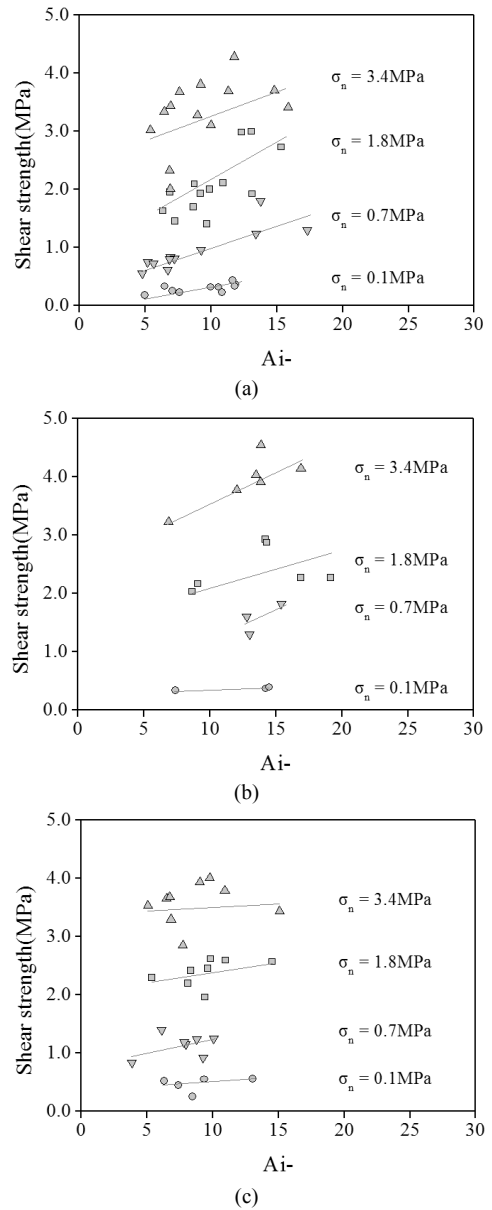 5.0
4.0
3.0
2.0
1.0
0.0
Shear strength(MPa)
σn = 3.4MPa
σn = 1.8MPa
σn = 0.7MPa
σn = 0.1MPa
0 5 10 15 20 25 30
Ai-
(a)
5.0
4.0
3.0
2.0
1.0
0.0
Shear strength(MPa)
σn = 3.4MPa
σn = 1.8MPa
σn = 0.7MPa
σn = 0.1MPa
0 5 10 15 20 25 30
Ai-
(b)
5.0
4.0
3.0
2.0
1.0
0.0
Shear strength(MPa)
σn = 3.4MPa
σn = 1.8MPa
σn = 0.7MPa
σn = 0.1MPa
0 5 10 15 20 25 30
Ai-
(c)